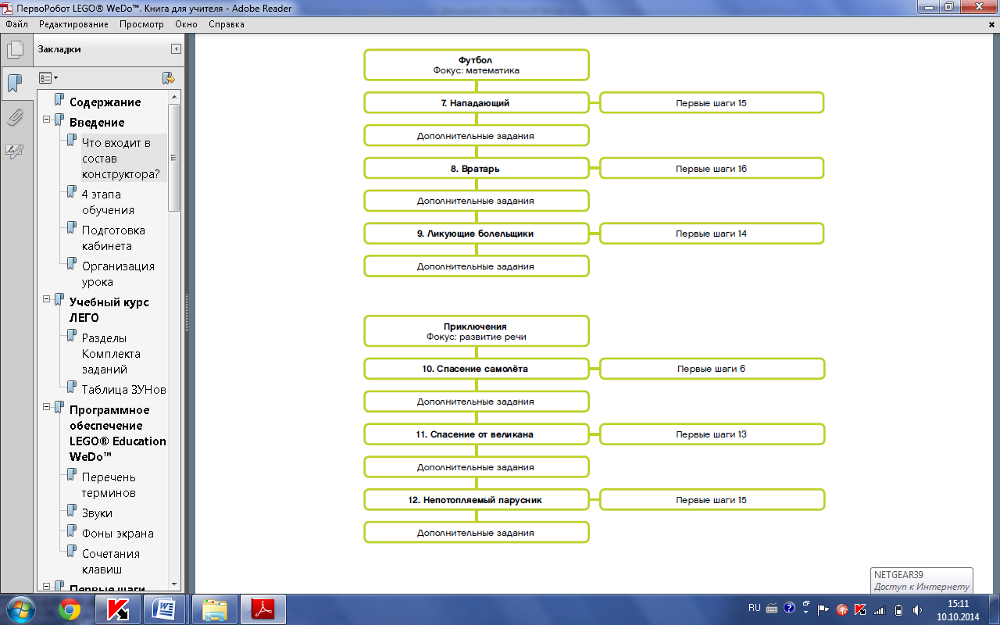 ПервоРобот LEGO® WeDo™. Книга для учителя - Adobe Reader
Файл Редактирование Просмотр Окно Справка
Закладки
Содержание
Введение
Что входит в
состав
конструктора?
4 этапа
обучения
Подготовка
кабинета
Организация
урока
Учебный курс
ЛЕГО
Разделы
Комплекта
заданий
Таблица ЗУНов
Программное
обеспечение
LEGO® Education
WeDo™
Перечень
терминов
Звуки
Фоны экрана
Сочетания
клавиш
Первые шаги
Футбол
Фокус: математика
7. Нападающий
Первые шаги 15
Дополнительные задания
8. Вратарь
Первые шаги 16
Дополнительные задания
9. Ликующие болельщики
Первые шаги 14
Дополнительные задания
Приключения
Фокус: развитие речи
10. Спасение самолёта
Первые шаги 6
Дополнительные задания
11. Спасение от великана
Первые шаги 13
Дополнительные задания
12. Непотопляемый парусник
Первые шаги 15
Дополнительные задания
NETGEAR39
Доступ к Интернету
RU
15:11
10.10.2014